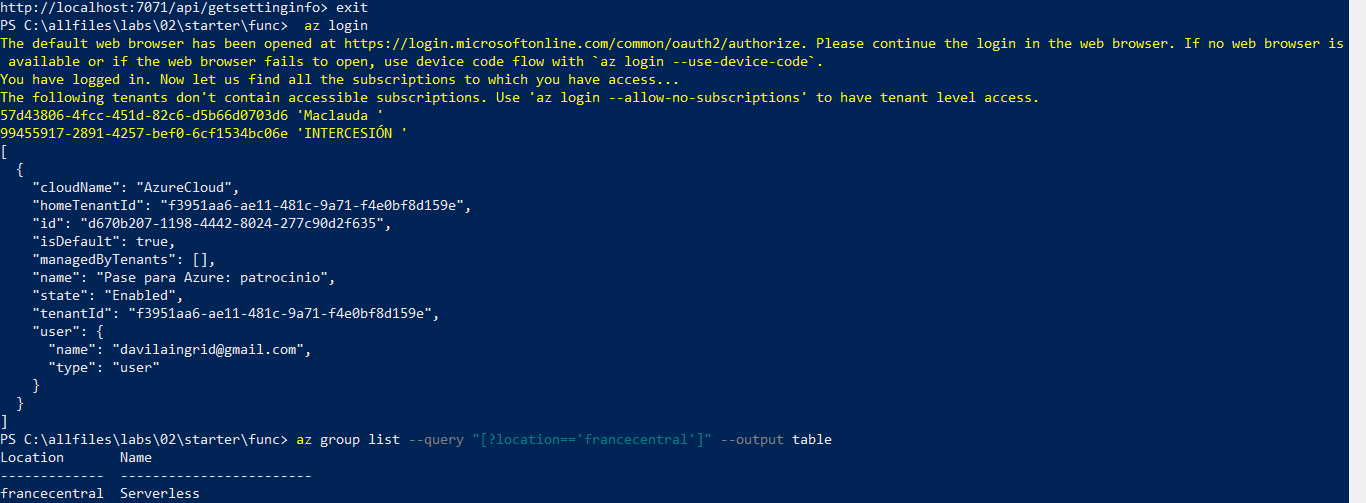 http://localhost:7071/api/getsettinginfo> exit
PS C:\allfiles\labs\02\starter\func>  az login
The default web browser has been opened at https://login.microsoftonline.com/common/oauth2/authorize. Please continue the login in the web browser. If no web browser is
 available or if the web browser fails to open, use device code flow with `az login --use-device-code`.
You have logged in. Now let us find all the subscriptions to which you have access...
The following tenants don't contain accessible subscriptions. Use 'az login --allow-no-subscriptions' to have tenant level access.
57d43806-4fcc-451d-82c6-d5b66d0703d6 'Maclauda '
99455917-2891-4257-bef0-6cf1534bc06e 'INTERCESIÓN '
[
  {
    "cloudName": "AzureCloud",
    "homeTenantId": "f3951aa6-ae11-481c-9a71-f4e0bf8d159e",
    "id": "d670b207-1198-4442-8024-277c90d2f635",
    "isDefault": true,
    "managedByTenants": [],
    "name": "Pase para Azure: patrocinio",
    "state": "Enabled",
    "tenantId": "f3951aa6-ae11-481c-9a71-f4e0bf8d159e",
    "user": {
      "name": "davilaingrid@gmail.com",
      "type": "user"
    }
  }
]
PS C:\allfiles\labs\02\starter\func> az group list --query "[?location=='francecentral']" --output table
Location       Name
-------------  ------------------------
francecentral  Serverless